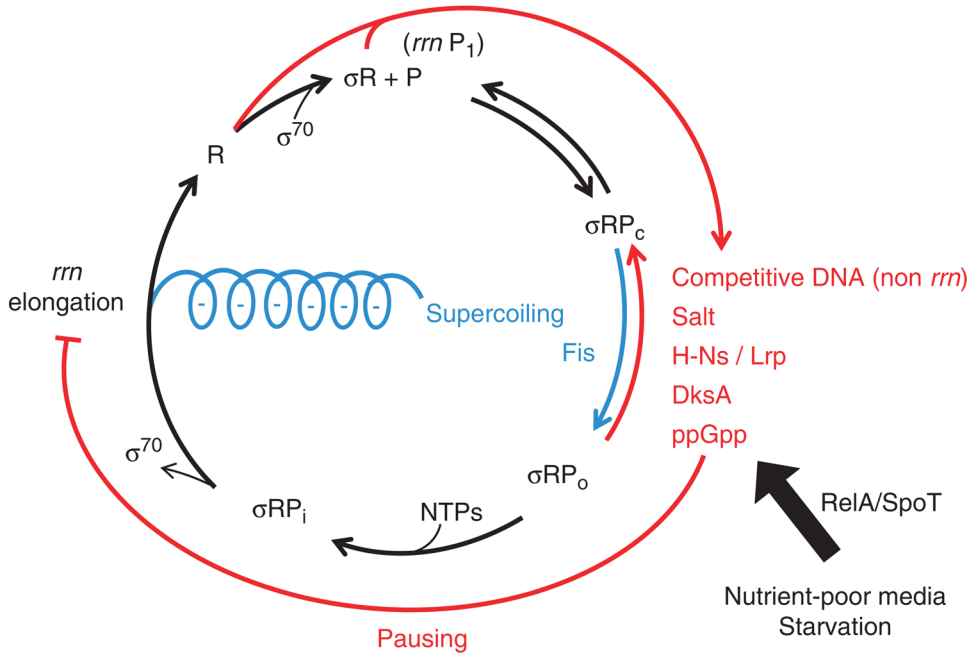 (rrn P₁)
σR + P
σ⁷⁰
R
σRP꜀
rrn
elongation
- - - - - -
Supercoiling
Fis
Competitive DNA (non rrn)
Salt
H-Ns / Lrp
DksA
ppGpp
σ⁷⁰
σRPᵢ
NTPs
σRPₒ
RelA/SpoT
Nutrient-poor media
Starvation
Pausing